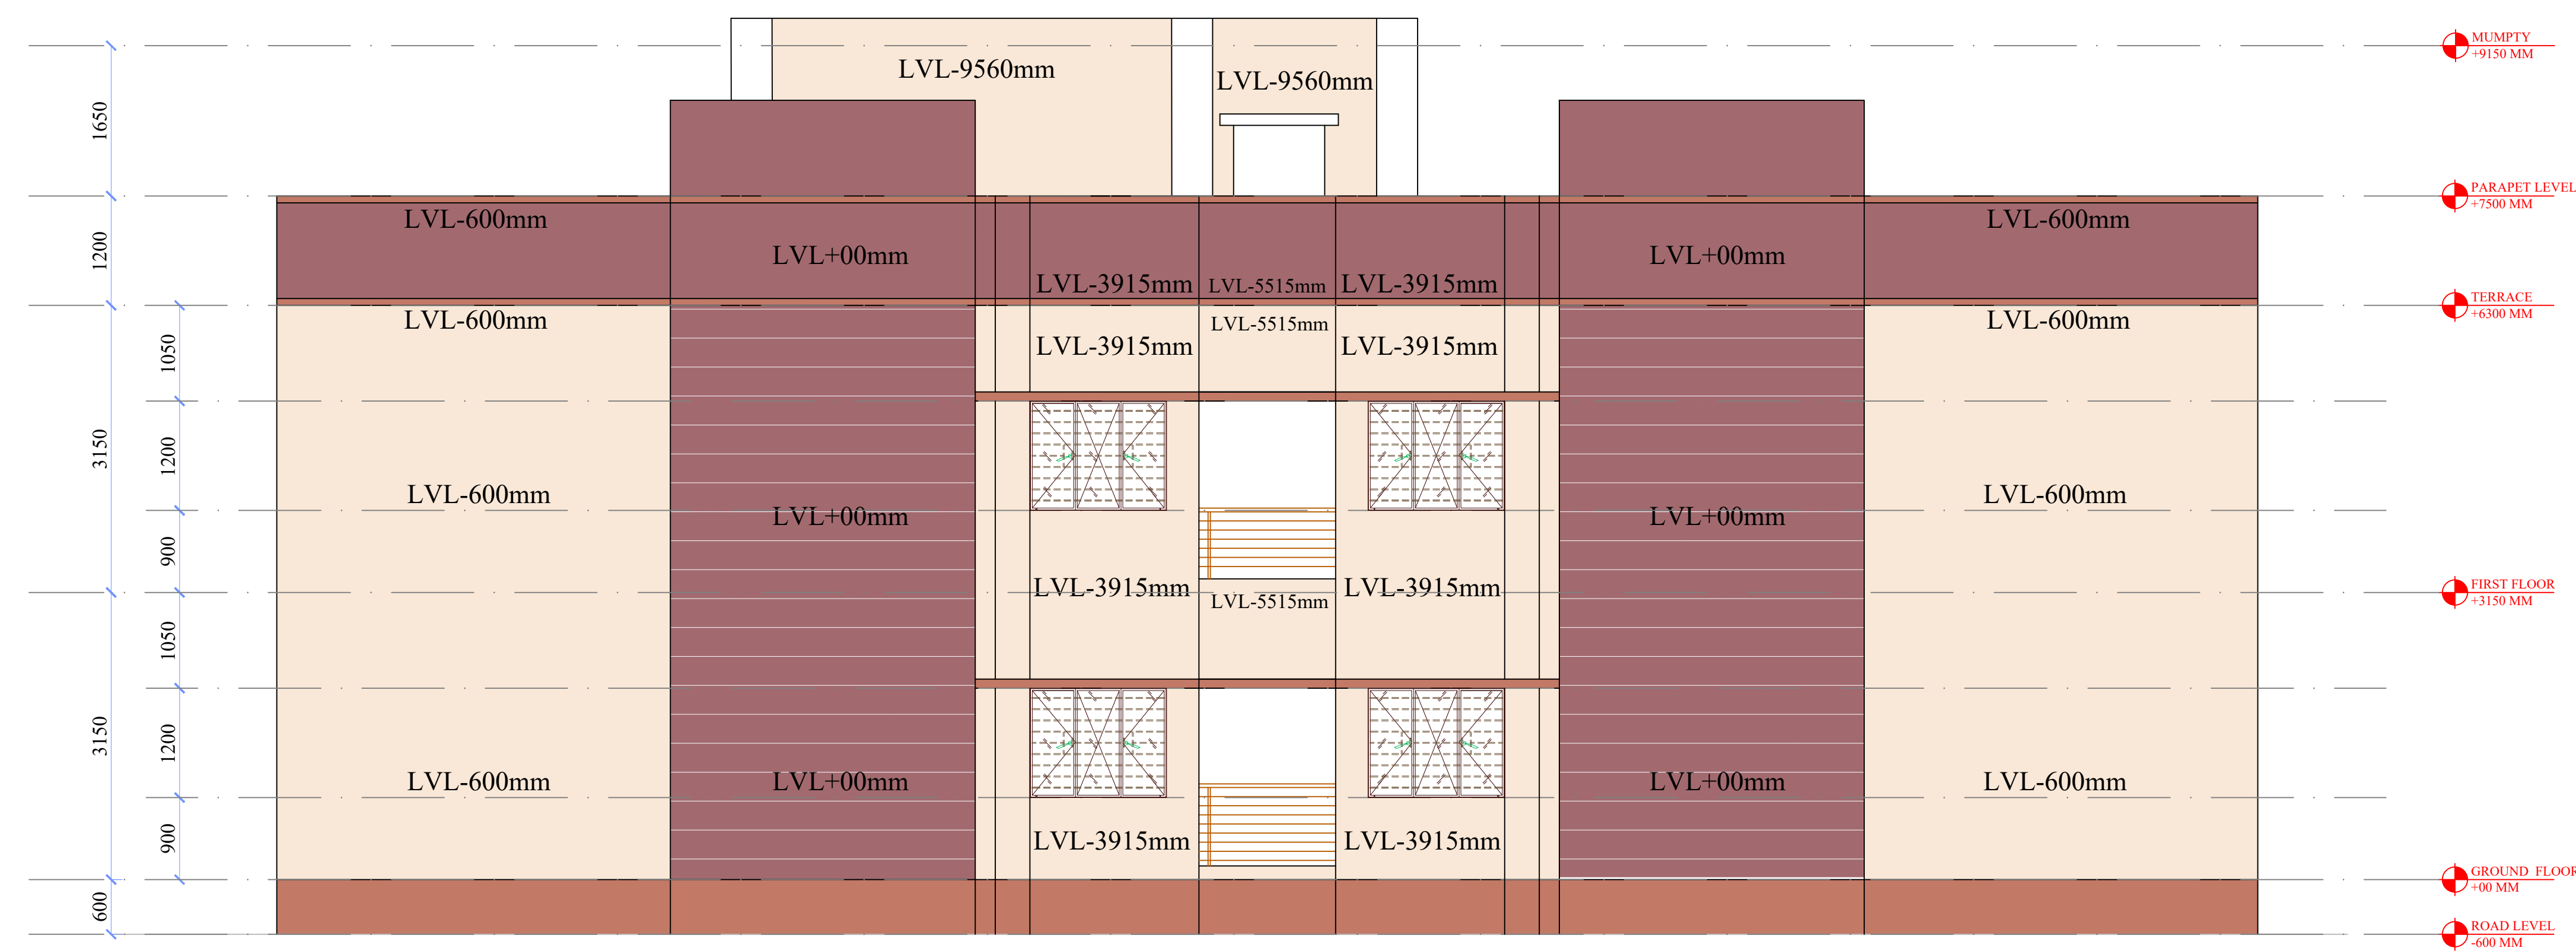 MUMPTY
+9150 MM
LVL-9560mm
LVL-9560mm
1650
PARAPET LEVEL
+7500 MM
LVL-600mm
LVL-600mm
1200
LVL+00mm
LVL+00mm
LVL-3915mm
LVL-5515mm
LVL-3915mm
TERRACE
+6300 MM
LVL-600mm
LVL-5515mm
LVL-600mm
1050
LVL-3915mm
LVL-3915mm
3150
1200
LVL-600mm
LVL-600mm
LVL+00mm
LVL+00mm
900
LVL-3915mm
LVL-5515mm
LVL-3915mm
FIRST FLOOR
+3150 MM
1050
3150
1200
LVL-600mm
LVL+00mm
LVL+00mm
LVL-600mm
900
LVL-3915mm
LVL-3915mm
GROUND FLOOR
+00 MM
600
ROAD LEVEL
-600 MM